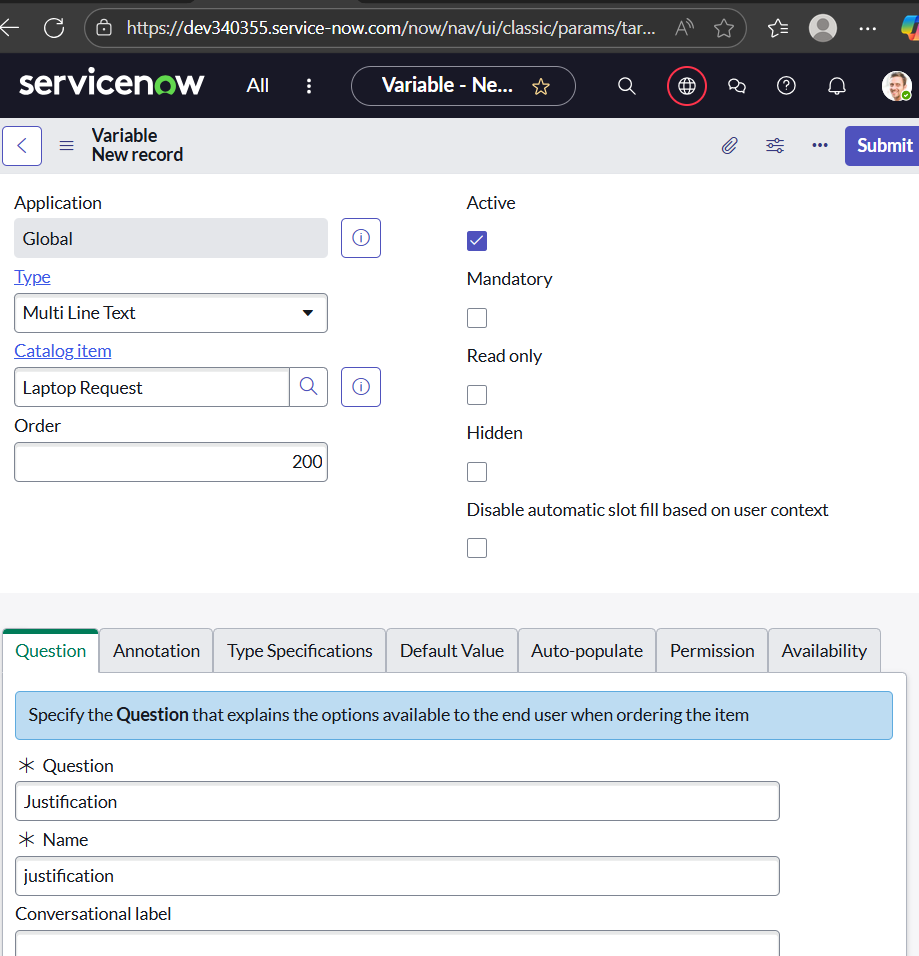 https://dev340355.service-now.com/now/nav/ui/classic/params/tar...
servicenow
All
Variable - Ne...
Variable
New record
Submit
Application
Global
Type
Multi Line Text
Catalog item
Laptop Request
Order
200
Active
Mandatory
Read only
Hidden
Disable automatic slot fill based on user context
Question
Annotation
Type Specifications
Default Value
Auto-populate
Permission
Availability
Specify the Question that explains the options available to the end user when ordering the item
Question
Justification
Name
justification
Conversational label